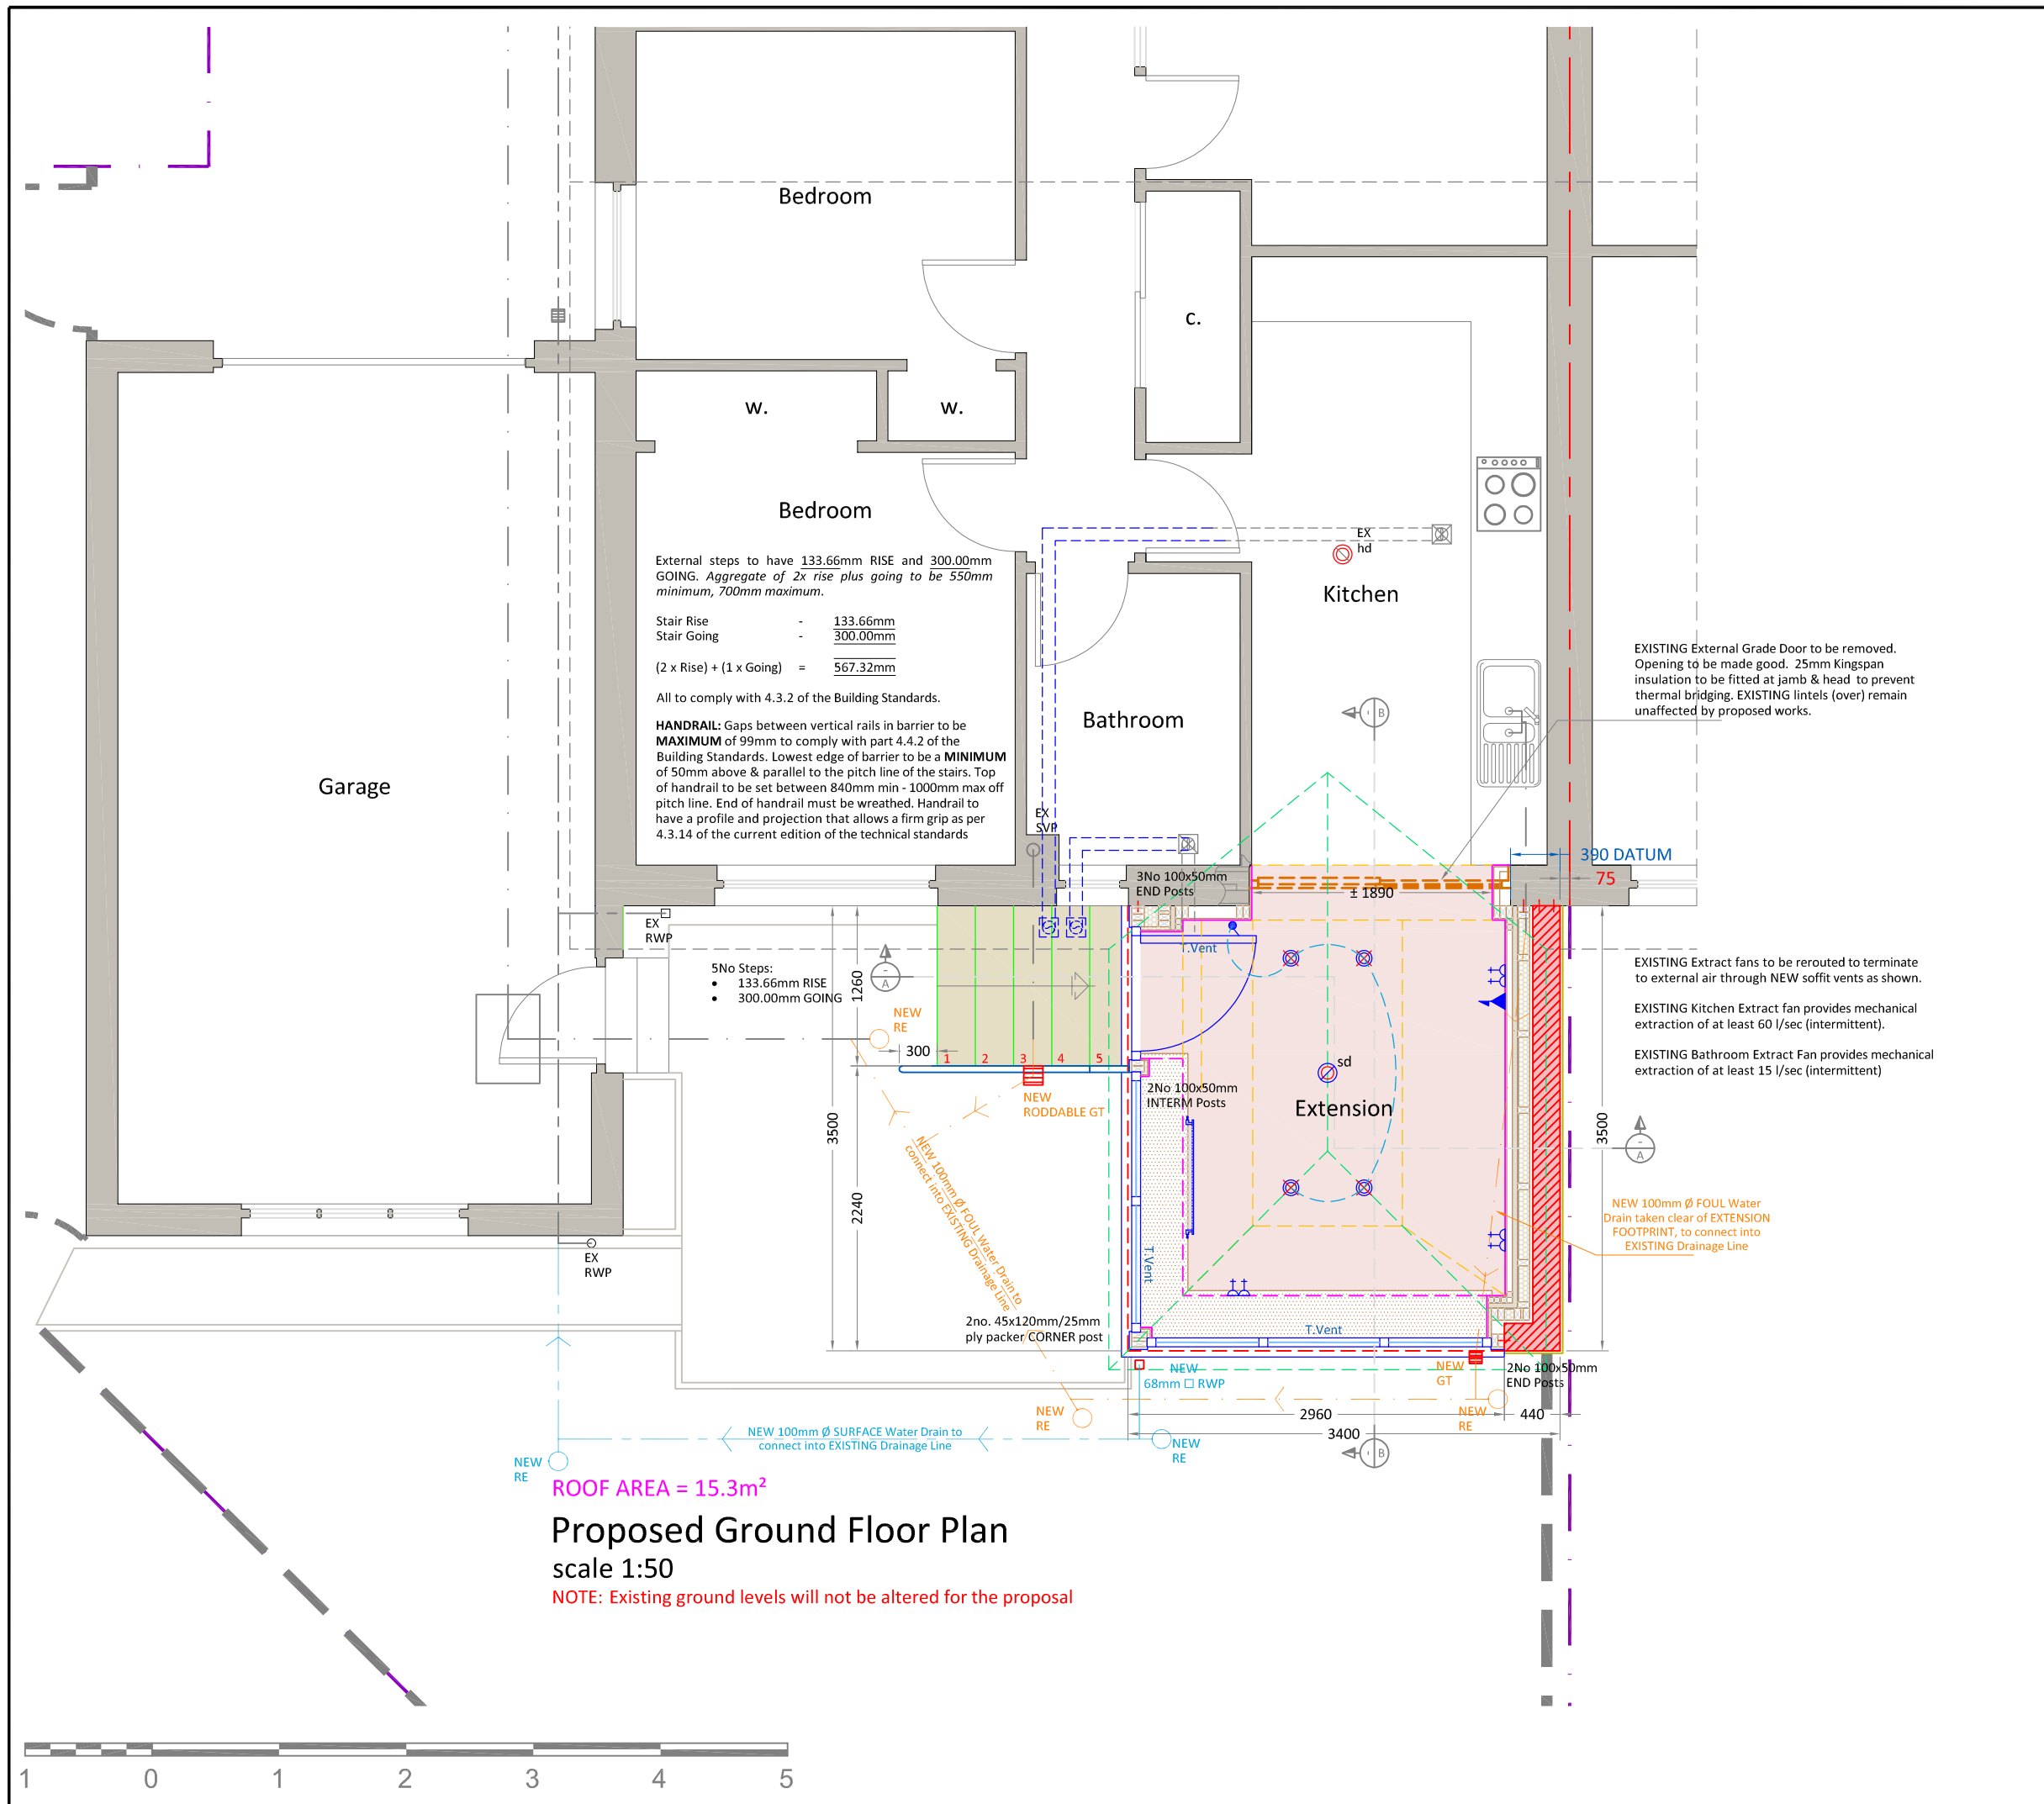 Bedroom
c.
w.
w.
Bedroom
EX
hd
External steps to have 133.66mm RISE and 300.00mm
GOING. Aggregate of 2x rise plus going to be 550mm
minimum, 700mm maximum.
Stair Rise - 133.66mm
Stair Going - 300.00mm
(2 x Rise) + (1 x Going) = 567.32mm
All to comply with 4.3.2 of the Building Standards.
HANDRAIL: Gaps between vertical rails in barrier to be
MAXIMUM of 99mm to comply with part 4.4.2 of the
Building Standards. Lowest edge of barrier to be a MINIMUM
of 50mm above & parallel to the pitch line of the stairs. Top
of handrail to be set between 840mm min - 1000mm max off
pitch line. End of handrail must be wreathed. Handrail to
have a profile and projection that allows a firm grip as per
4.3.14 of the current edition of the technical standards
Kitchen
EXISTING External Grade Door to be removed.
Opening to be made good. 25mm Kingspan
insulation to be fitted at jamb & head to prevent
thermal bridging. EXISTING lintels (over) remain
unaffected by proposed works.
B
Bathroom
Garage
EX
SVP
390 DATUM
75
3No 100x50mm
END Posts
± 1890
EX
RWP
T.Vent
5No Steps:
• 133.66mm RISE
• 300.00mm GOING
1260
-
A
EXISTING Extract fans to be rerouted to terminate
to external air through NEW soffit vents as shown.
EXISTING Kitchen Extract fan provides mechanical
extraction of at least 60 l/sec (intermittent).
EXISTING Bathroom Extract Fan provides mechanical
extraction of at least 15 l/sec (intermittent)
NEW
RE
300
1 2 3 4 5
sd
NEW
RODDABLE GT
2No 100x50mm
INTERM Posts
Extension
3500
3500
-
A
NEW 100mm Ø FOUL Water Drain to
connect into EXISTING Drainage Line
2240
NEW 100mm Ø FOUL Water
Drain taken clear of EXTENSION
FOOTPRINT, to connect into
EXISTING Drainage Line
EX
RWP
T.Vent
2no. 45x120mm/25mm
ply packer CORNER post
T.Vent
NEW
68mm □ RWP
NEW
GT
2No 100x50mm
END Posts
NEW
RE
2960
NEW
RE
440
3400
NEW 100mm Ø SURFACE Water Drain to
connect into EXISTING Drainage Line
NEW
RE
B
NEW
RE
ROOF AREA = 15.3m²
Proposed Ground Floor Plan
scale 1:50
NOTE: Existing ground levels will not be altered for the proposal
1 0 1 2 3 4 5